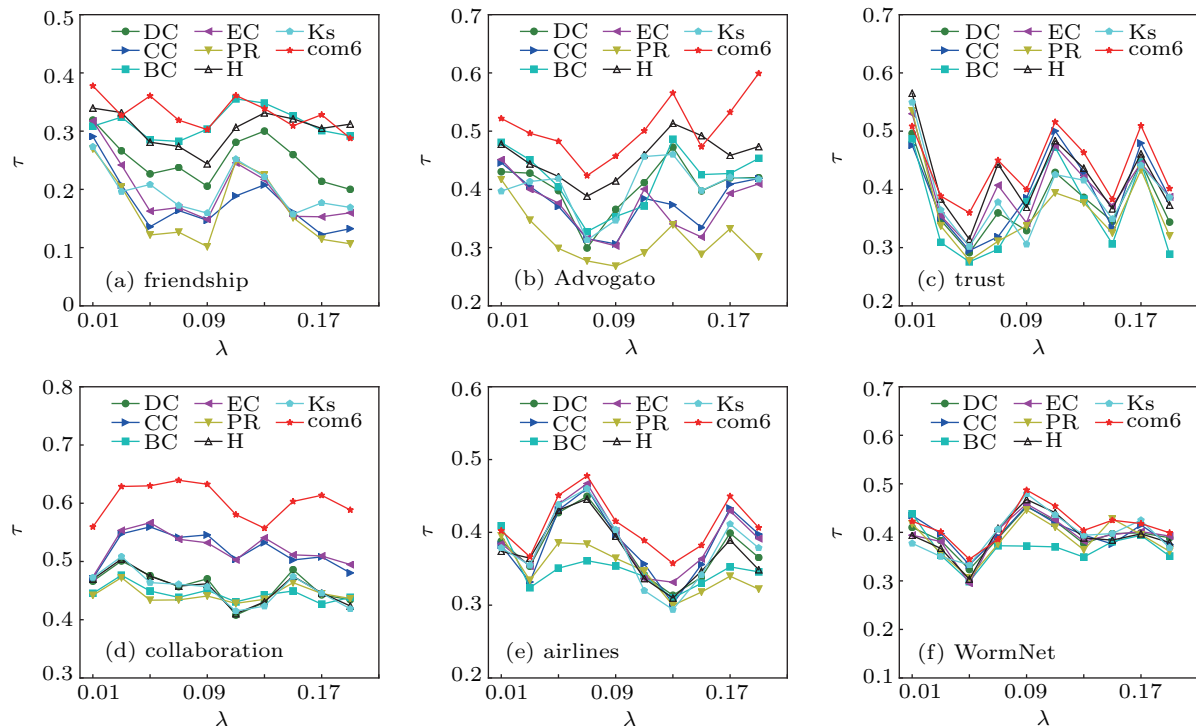 0.5
0.4
0.3
0.2
0.1
0
τ
DC
CC
BC
EC
PR
H
Ks
com6
(a) friendship
0.01
0.09
0.17
λ
0.7
0.6
0.5
0.4
0.3
0.2
τ
DC
CC
BC
EC
PR
H
Ks
com6
(b) Advogato
0.01
0.09
0.17
λ
0.7
0.6
0.5
0.4
0.3
0.2
τ
DC
CC
BC
EC
PR
H
Ks
com6
(c) trust
0.01
0.09
0.17
λ
0.8
0.7
0.6
0.5
0.4
0.3
τ
DC
CC
BC
EC
PR
H
Ks
com6
(d) collaboration
0.01
0.09
0.17
λ
0.6
0.5
0.4
0.3
0.2
τ
DC
CC
BC
EC
PR
H
Ks
com6
(e) airlines
0.01
0.09
0.17
λ
0.7
0.6
0.5
0.4
0.3
0.2
0.1
τ
DC
CC
BC
EC
PR
H
Ks
com6
(f) WormNet
0.01
0.09
0.17
λ